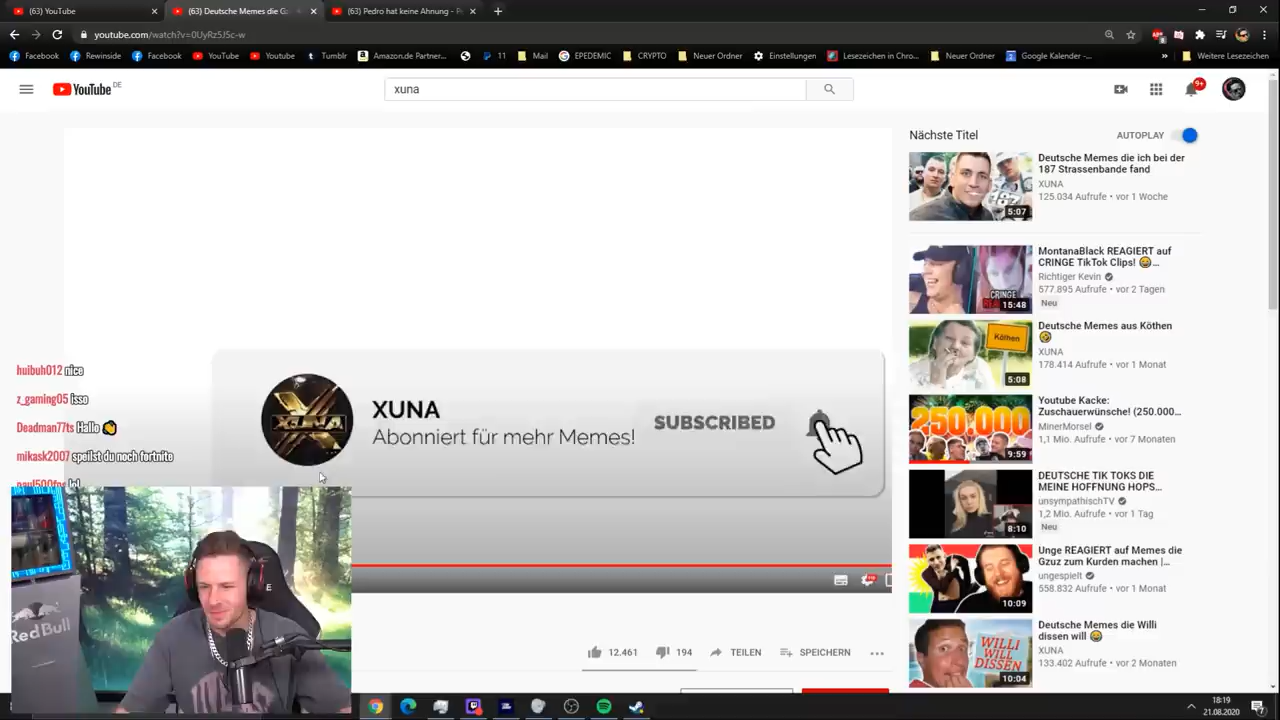 (63) YouTube
(63) Deutsche Memes die G
(63) Pedro hat keine Ahnung - P
youtube.com/watch?v=0UyRz5J5c-w
Facebook
Rewinside
Facebook
YouTube
Youtube
Tumblr
Amazon.de Partner...
11
Mail
EPEDEMIC
CRYPTO
Neuer Ordner
Einstellungen
Lesezeichen in Chro...
Neuer Ordner
Google Kalender -...
»
Weitere Lesezeichen
YouTube DE
xuna
9+
Nächste Titel
AUTOPLAY
Deutsche Memes die ich bei der
187 Strassenbande fand
XUNA
125.034 Aufrufe • vor 1 Woche
5:07
MontanaBlack REAGIERT auf
CRINGE TikTok Clips! 😂...
Richtiger Kevin
577.895 Aufrufe • vor 2 Tagen
Neu
CRINGE
15:48
Deutsche Memes aus Köthen
🤣
XUNA
178.414 Aufrufe • vor 1 Monat
Köthen
5:08
Youtube Kacke:
Zuschauerwünsche! (250.000...
MinerMorsel
1,1 Mio. Aufrufe • vor 7 Monaten
250.000
9:59
DEUTSCHE TIK TOKS DIE
MEINE HOFFNUNG HOPS...
unsympathischTV
1,2 Mio. Aufrufe • vor 1 Tag
Neu
8:10
Unge REAGIERT auf Memes die
Gzuz zum Kurden machen |...
ungespielt
558.832 Aufrufe • vor 1 Monat
10:09
Deutsche Memes die Willi
dissen will 😂
XUNA
133.402 Aufrufe • vor 2 Monaten
WILLI
WILL
DISSEN
10:04
XUNA
XUNA
Abonniert für mehr Memes!
SUBSCRIBED
huibuh012 nice
z_gaming05 isso
Deadman77ts Hallo 👋
mikask2007 speilst du noch fortnite
Red Bull
12.461
194
TEILEN
SPEICHERN
18:19
21.08.2020